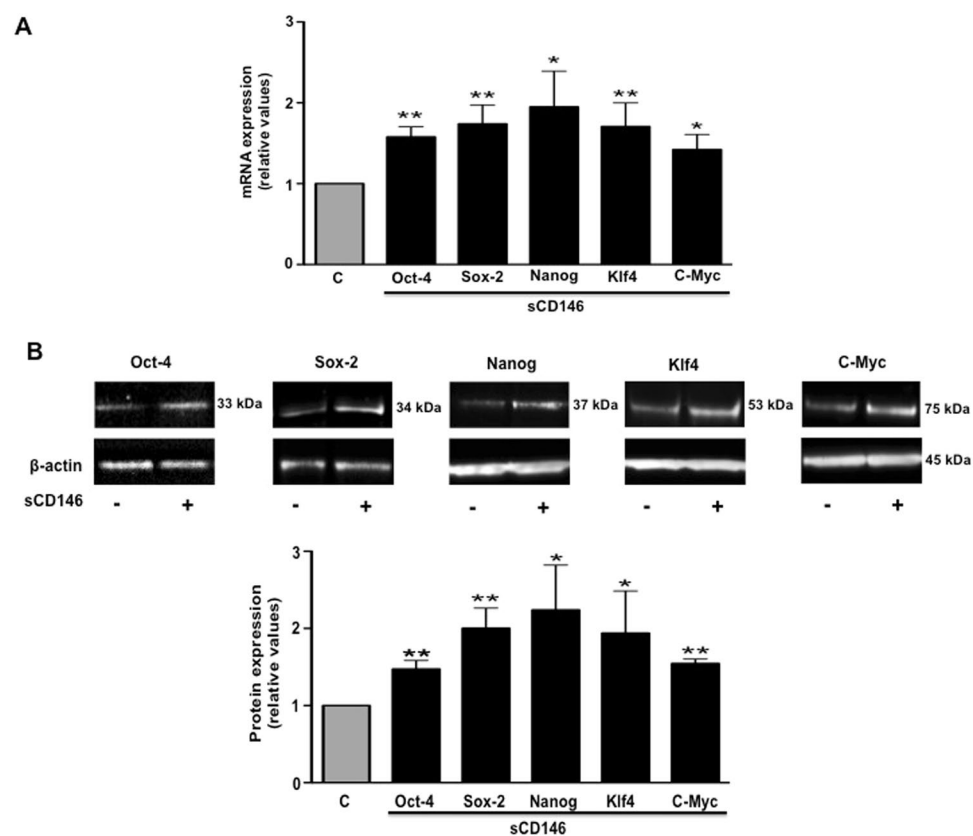 A
mRNA expression
(relative values)
3
2
1
0
**
**
*
**
*
C
Oct-4
Sox-2
Nanog
Klf4
C-Myc
sCD146
B
Oct-4
Sox-2
Nanog
Klf4
C-Myc
33 kDa
34 kDa
37 kDa
53 kDa
75 kDa
β-actin
45 kDa
sCD146
- + - + - + - + - +
Protein expression
(relative values)
3
2
1
0
**
**
*
*
**
C
Oct-4
Sox-2
Nanog
Klf4
C-Myc
sCD146